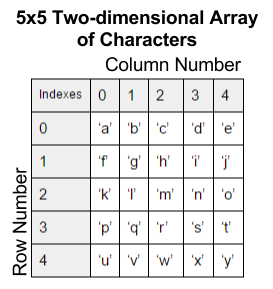 5x5 Two-dimensional Array
of Characters
Column Number
Row Number
Indexes 0 1 2 3 4
0 'a' 'b' 'c' 'd' 'e'
1 'f' 'g' 'h' 'i' 'j'
2 'k' 'l' 'm' 'n' 'o'
3 'p' 'q' 'r' 's' 't'
4 'u' 'v' 'w' 'x' 'y'